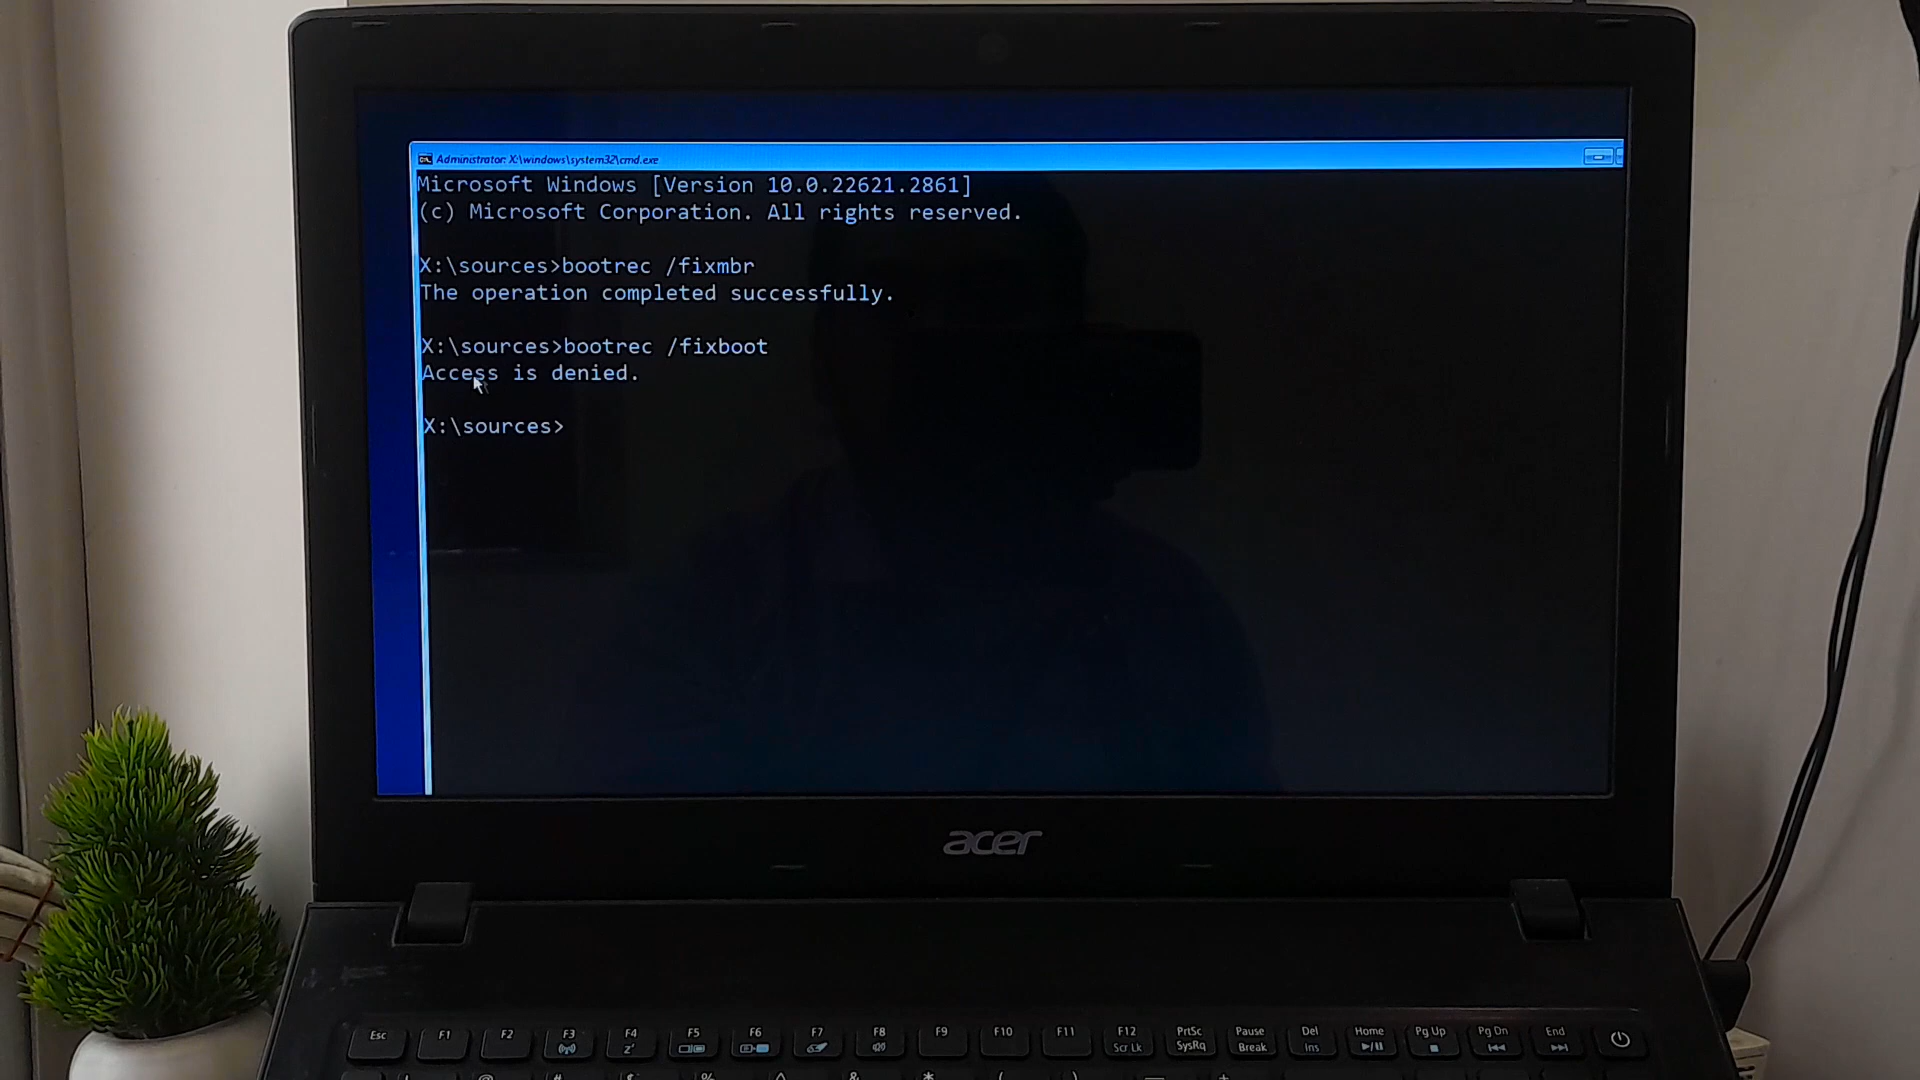 Administrator: X:\windows\system32\cmd.exe
Microsoft Windows [Version 10.0.22621.2861]
(c) Microsoft Corporation. All rights reserved.
X:\sources>bootrec /fixmbr
The operation completed successfully.
X:\sources>bootrec /fixboot
Access is denied.
X:\sources>
acer
Esc F1 F2 F3 F4 F5 F6 F7 F8 F9 F10 F11 F12 PrtSc Pause Del Home Pg Up Pg Dn End
Scr Lk SysRq Break Ins